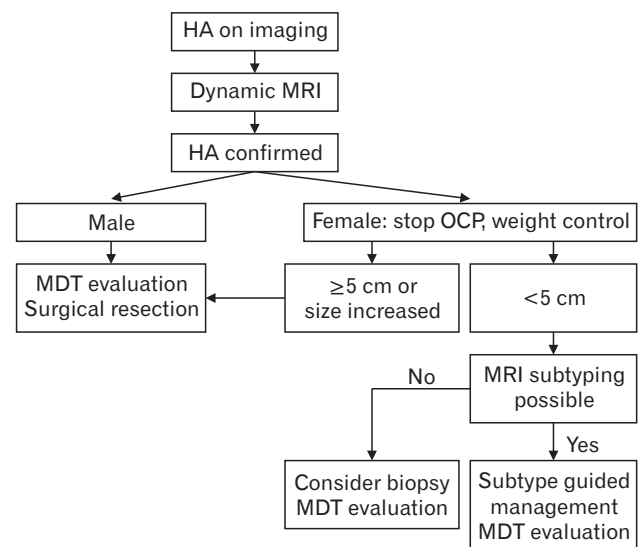 HA on imaging
Dynamic MRI
HA confirmed
Male
Female: stop OCP, weight control
MDT evaluation
Surgical resection
≥5 cm or
size increased
<5 cm
No
MRI subtyping
possible
Yes
Consider biopsy
MDT evaluation
Subtype guided
management
MDT evaluation